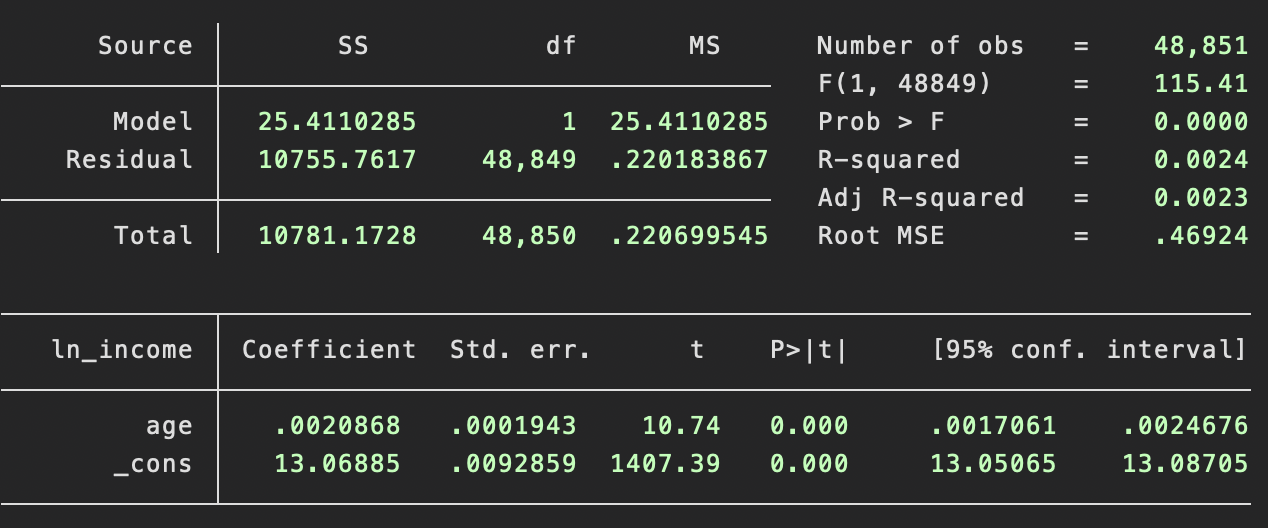 Source SS df MS Number of obs = 48,851
F(1, 48849) = 115.41
Model 25.4110285 1 25.4110285 Prob > F = 0.0000
Residual 10755.7617 48,849 .220183867 R-squared = 0.0024
Adj R-squared = 0.0023
Total 10781.1728 48,850 .220699545 Root MSE = .46924
ln_income Coefficient Std. err. t P>|t| [95% conf. interval]
age .0020868 .0001943 10.74 0.000 .0017061 .0024676
_cons 13.06885 .0092859 1407.39 0.000 13.05065 13.08705